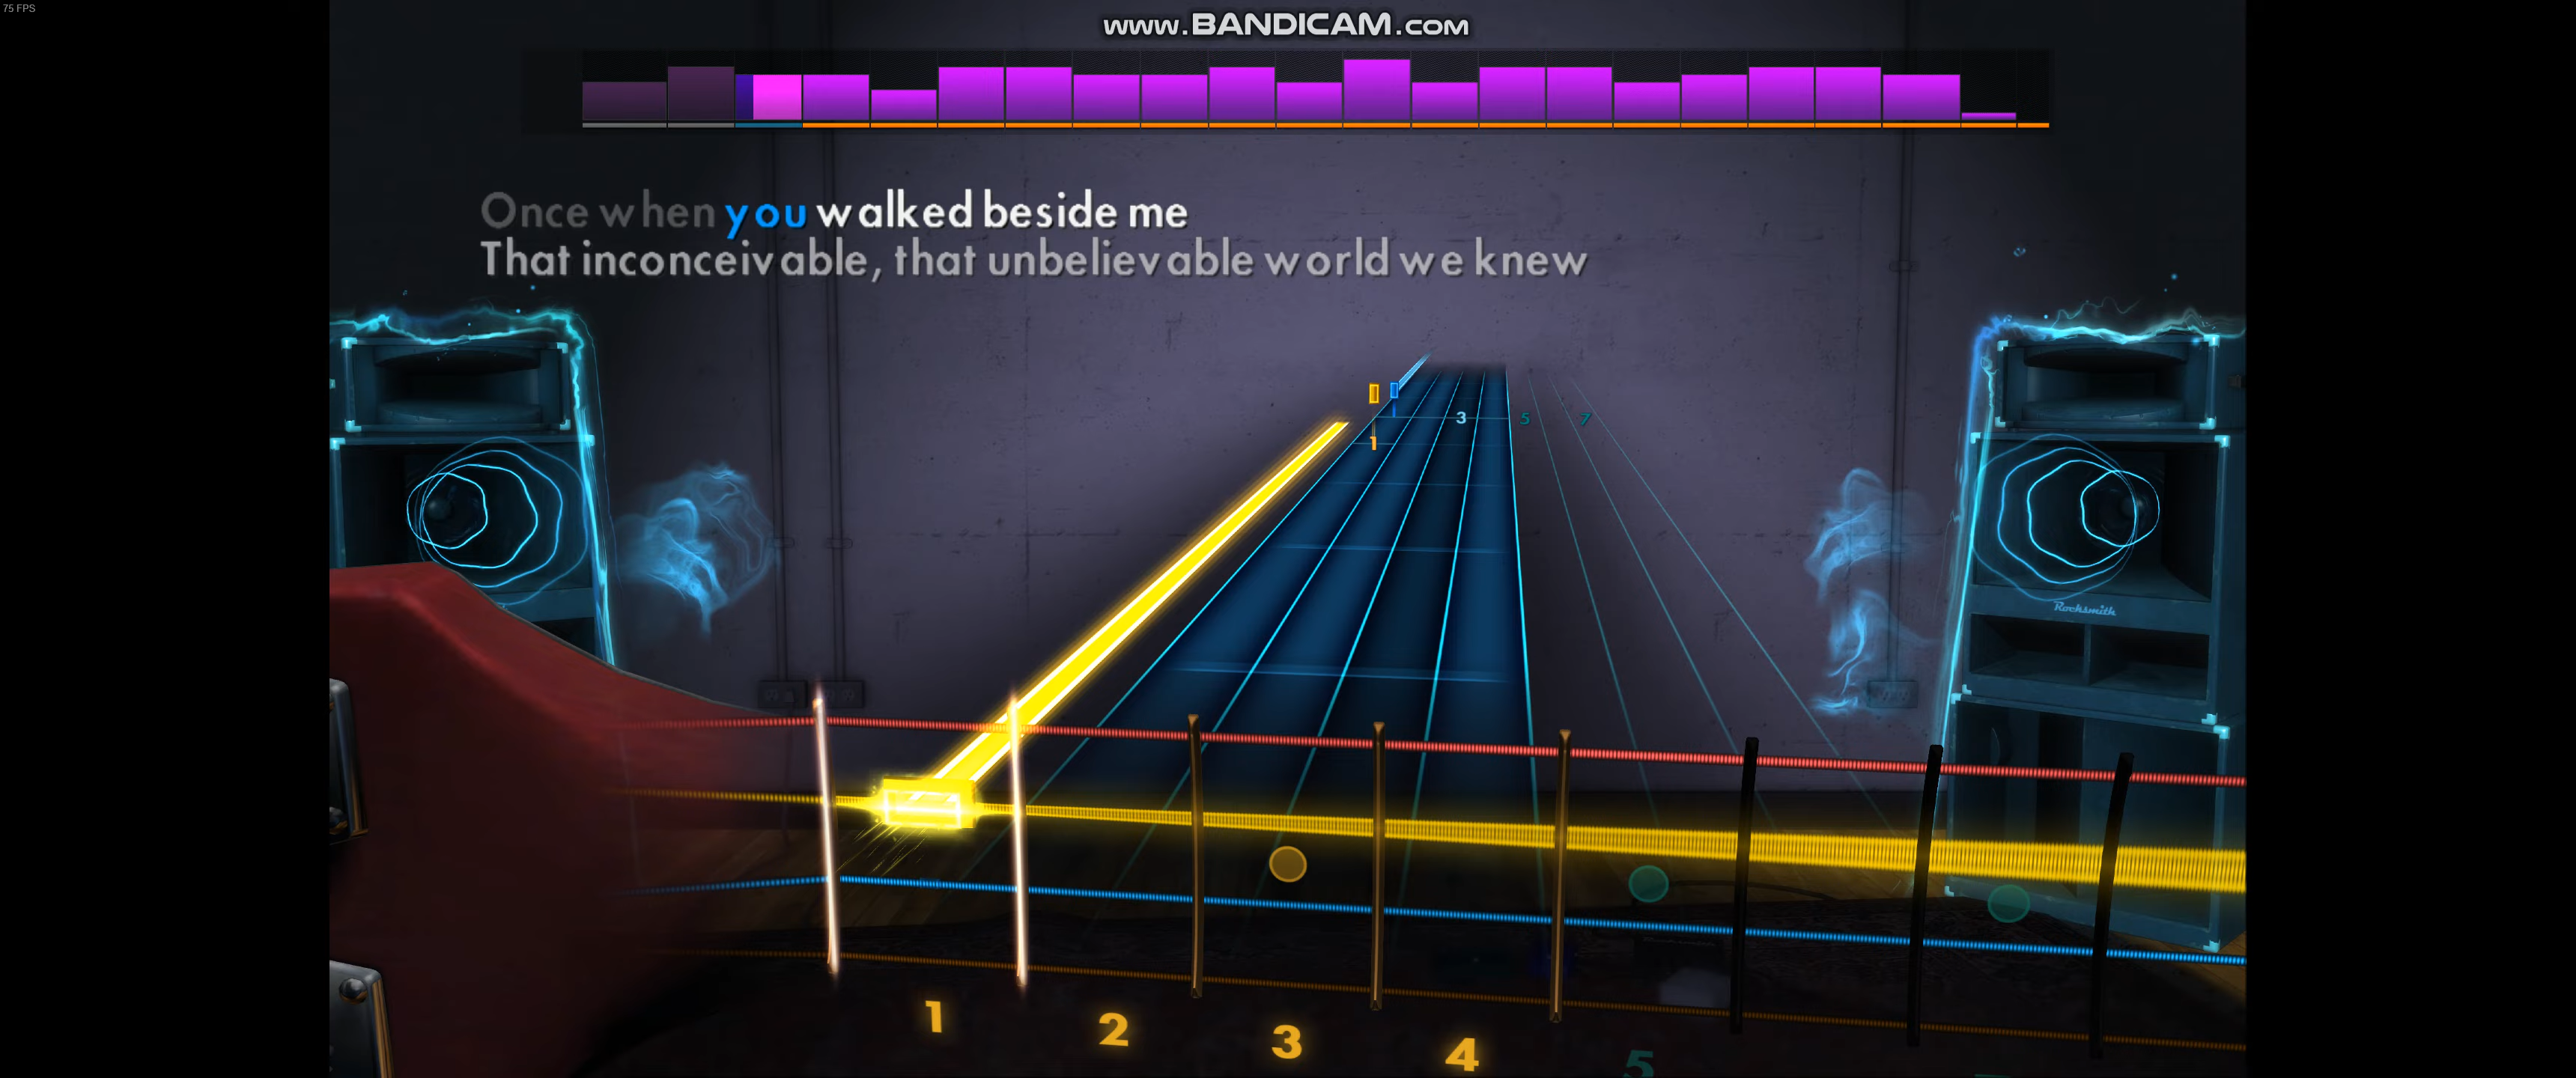 75 FPS
www.BANDICAM.com
Once when you walked beside me
That inconceivable, that unbelievable world we knew
3 5 7
1
Rocksmith
1 2 3 4 5